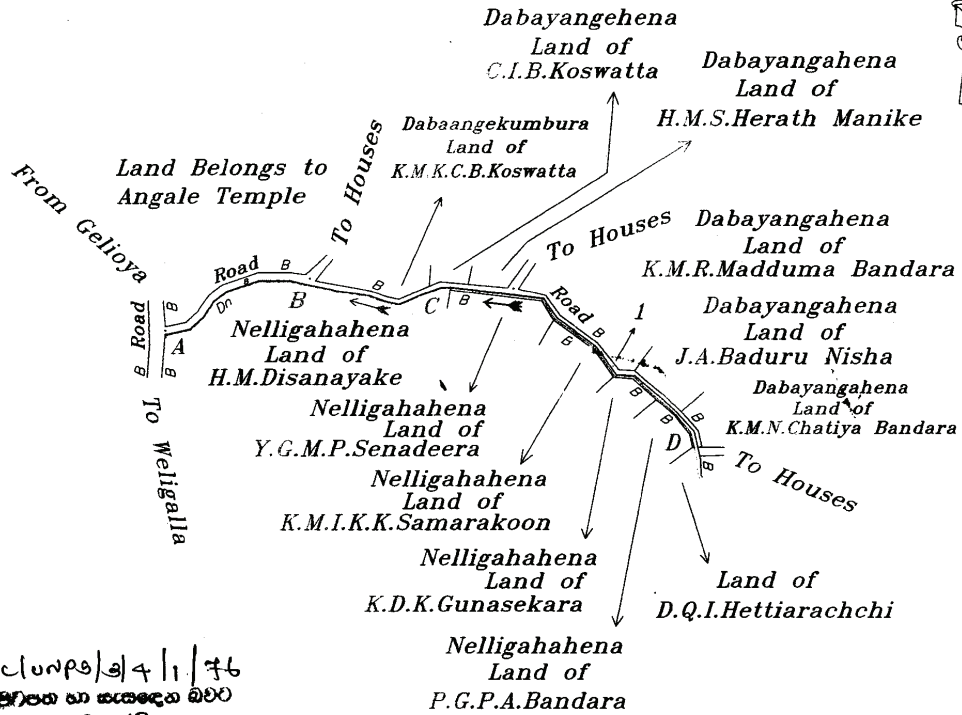 Dabayangehena
Land of
C.I.B.Koswatta
Dabayangahena
Land of
H.M.S.Herath Manike
Dabaangekumbura
Land of
K.M.K.C.B.Koswatta
To Houses
Land Belongs to
Angale Temple
From Gelioya
To Houses
Dabayangahena
Land of
K.M.R.Madduma Bandara
Road
B
B
B
C
B
B
Dn
Road
B
1
B
Dabayangahena
Land of
J.A.Baduru Nisha
B
Road
B
A
B
B
Nelligahahena
Land of
H.M.Disanayake
B
Dabayangahena
Land of
K.M.N.Chatiya Bandara
To Weligalla
Nelligahahena
Land of
Y.G.M.P.Senadeera
B
B
B
D
B
To Houses
Nelligahahena
Land of
K.M.I.K.K.Samarakoon
Nelligahahena
Land of
K.D.K.Gunasekara
Land of
D.Q.I.Hettiarachchi
Nelligahahena
Land of
P.G.P.A.Bandara